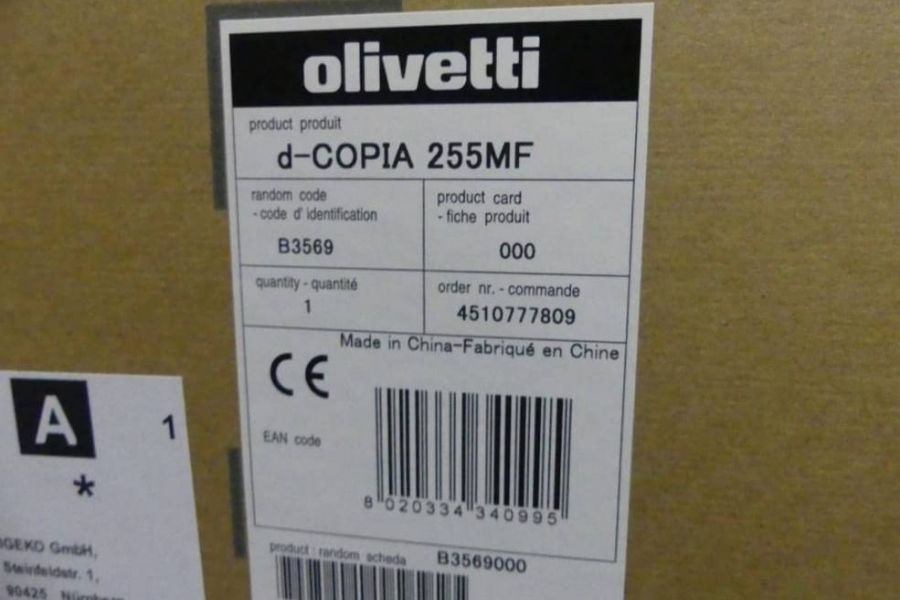 olivetti
product produit
d-COPIA 255MF
random code
- code d'identification
B3569
product card
- fiche produit
000
quantity - quantité
1
order nr. - commande
4510777809
Made in China-Fabriqué en Chine
CE
EAN code
8 020334 340995
product : random scheda B3569000
A
1
*
GEKO GmbH,
Steinfeldstr. 1,
90425